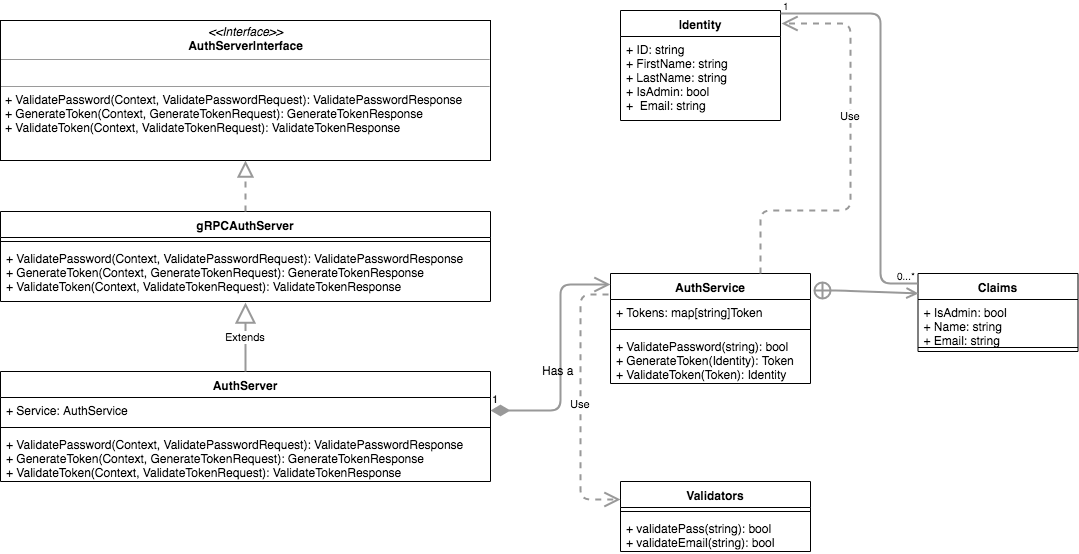 <<Interface>>
AuthServerInterface
+ ValidatePassword(Context, ValidatePasswordRequest): ValidatePasswordResponse
+ GenerateToken(Context, GenerateTokenRequest): GenerateTokenResponse
+ ValidateToken(Context, ValidateTokenRequest): ValidateTokenResponse
gRPCAuthServer
+ ValidatePassword(Context, ValidatePasswordRequest): ValidatePasswordResponse
+ GenerateToken(Context, GenerateTokenRequest): GenerateTokenResponse
+ ValidateToken(Context, ValidateTokenRequest): ValidateTokenResponse
Extends
AuthServer
+ Service: AuthService
+ ValidatePassword(Context, ValidatePasswordRequest): ValidatePasswordResponse
+ GenerateToken(Context, GenerateTokenRequest): GenerateTokenResponse
+ ValidateToken(Context, ValidateTokenRequest): ValidateTokenResponse
1
Has a
Use
Identity
+ ID: string
+ FirstName: string
+ LastName: string
+ IsAdmin: bool
+ Email: string
1
Use
AuthService
+ Tokens: map[string]Token
+ ValidatePassword(string): bool
+ GenerateToken(Identity): Token
+ ValidateToken(Token): Identity
0...*
Claims
+ IsAdmin: bool
+ Name: string
+ Email: string
Validators
+ validatePass(string): bool
+ validateEmail(string): bool